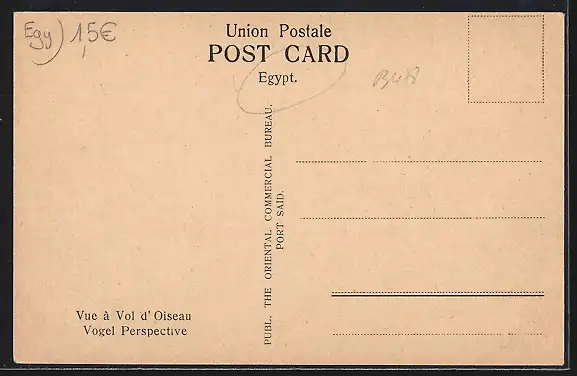 Egy) 1,5€
Union Postale
POST CARD
Egypt.
PUBL. THE ORIENTAL COMMERCIAL BUREAU.
PORT SAID.
Vue à Vol d'Oiseau
Vogel Perspective